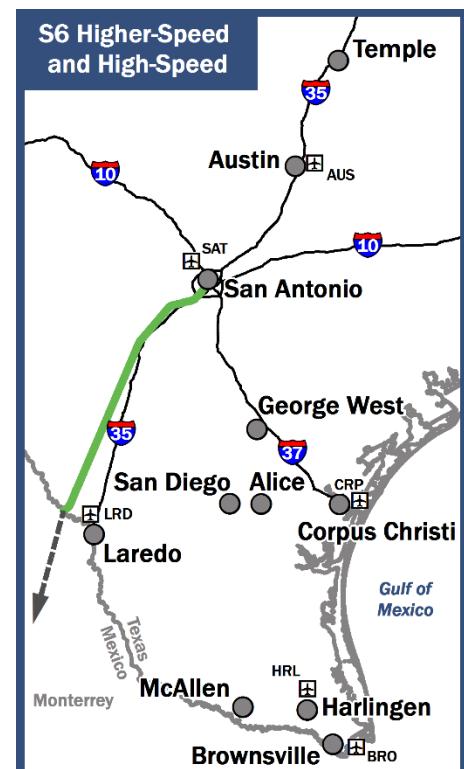 S6 Higher-Speed
and High-Speed
Temple
35
Austin
AUS
10
SAT
10
San Antonio
George West
35
37
San Diego
Alice
CRP
LRD
Corpus Christi
Laredo
Gulf of
Mexico
Texas
Mexico
HRL
Monterrey
McAllen
Harlingen
Brownsville
BRO